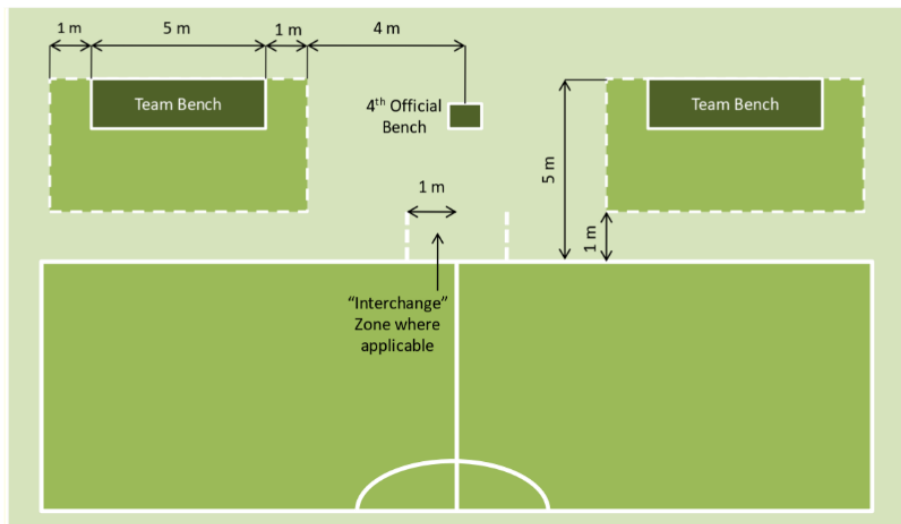 1 m
5 m
1 m
4 m
Team Bench
4th Official
Bench
Team Bench
5 m
1 m
1 m
“Interchange”
Zone where
applicable